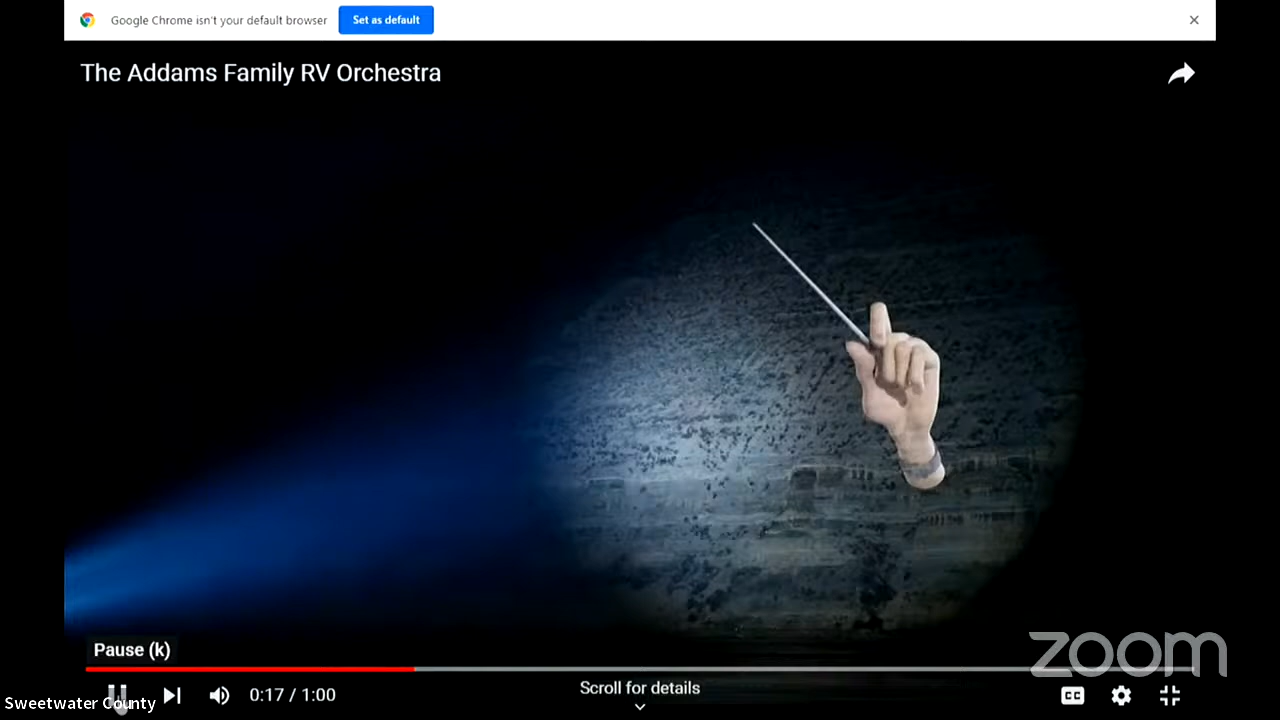 Google Chrome isn't your default browser Set as default
The Addams Family RV Orchestra
Pause (k)
zoom
Scroll for details
0:17 / 1:00
CC
Sweetwater County